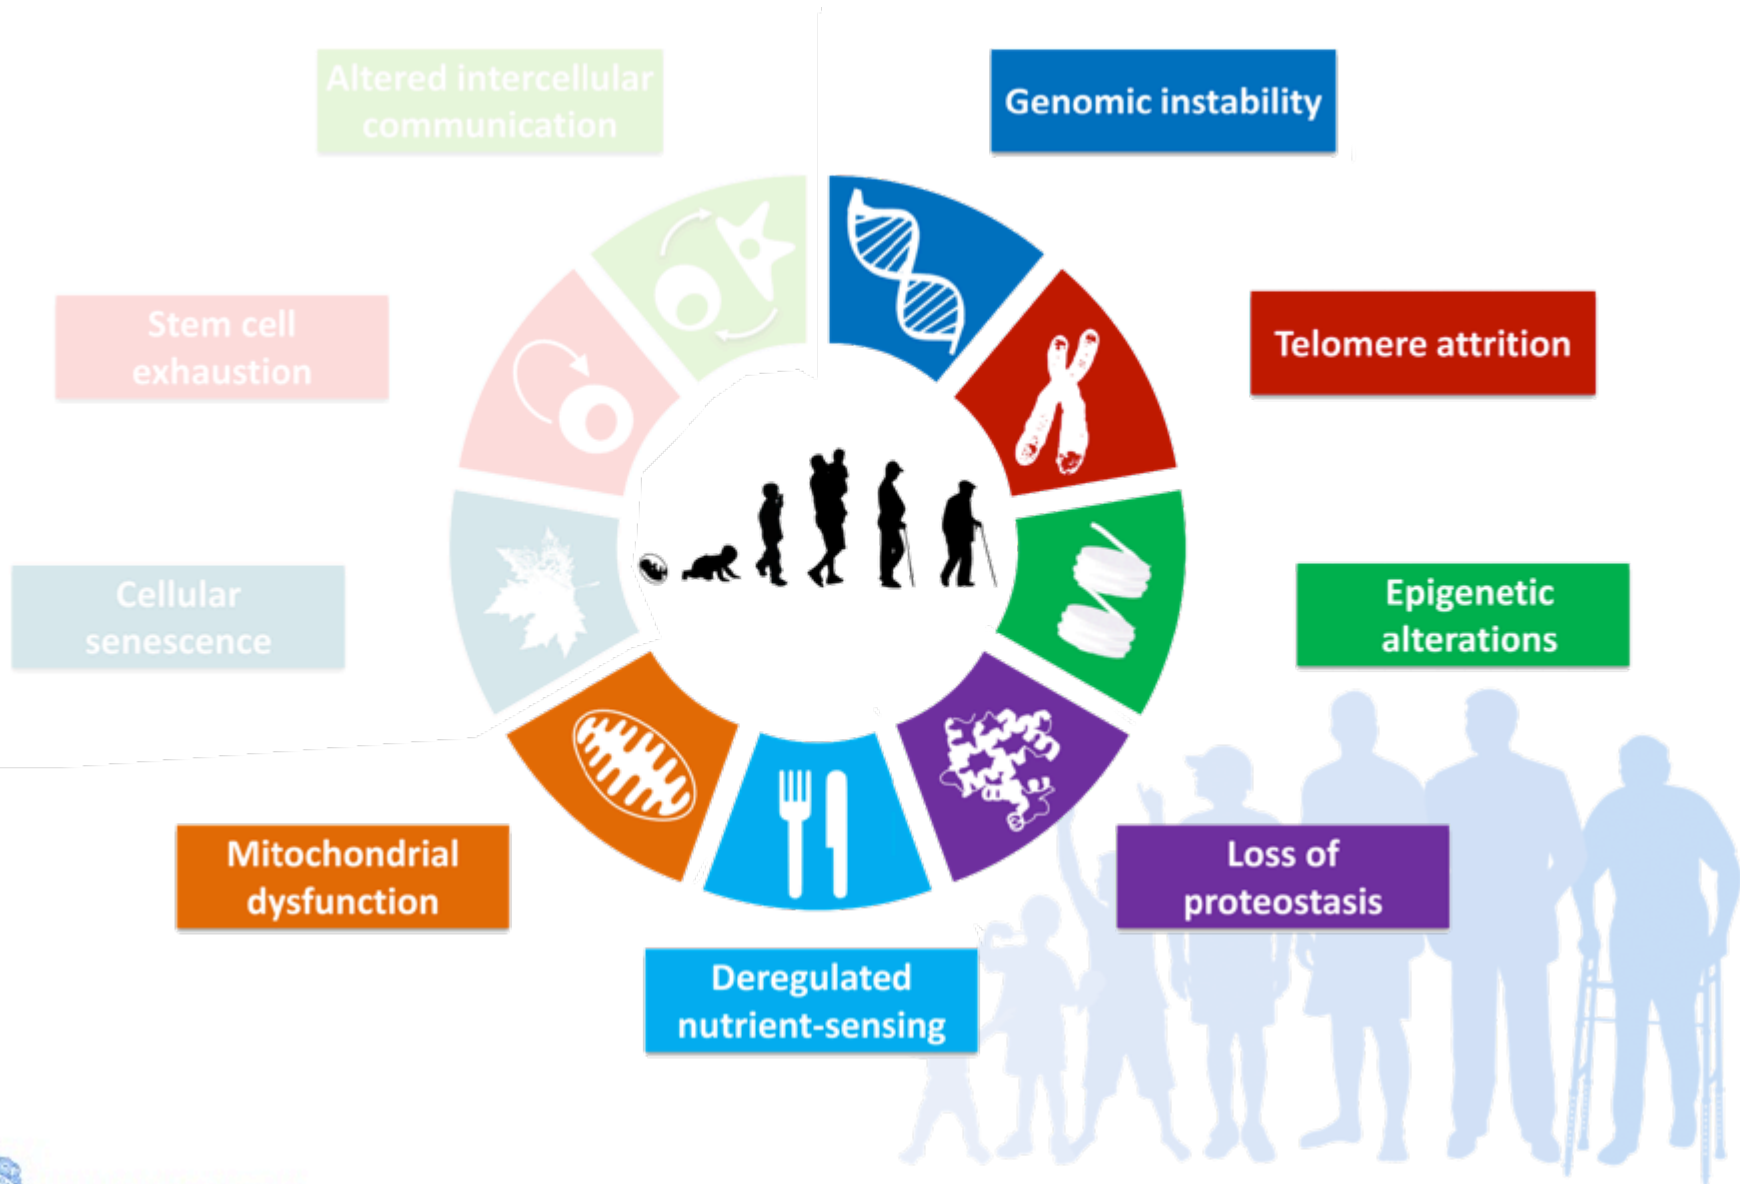 Altered intercellular
communication
Genomic instability
Stem cell
exhaustion
Telomere attrition
Cellular
senescence
Epigenetic
alterations
Mitochondrial
dysfunction
Loss of
proteostasis
Deregulated
nutrient-sensing